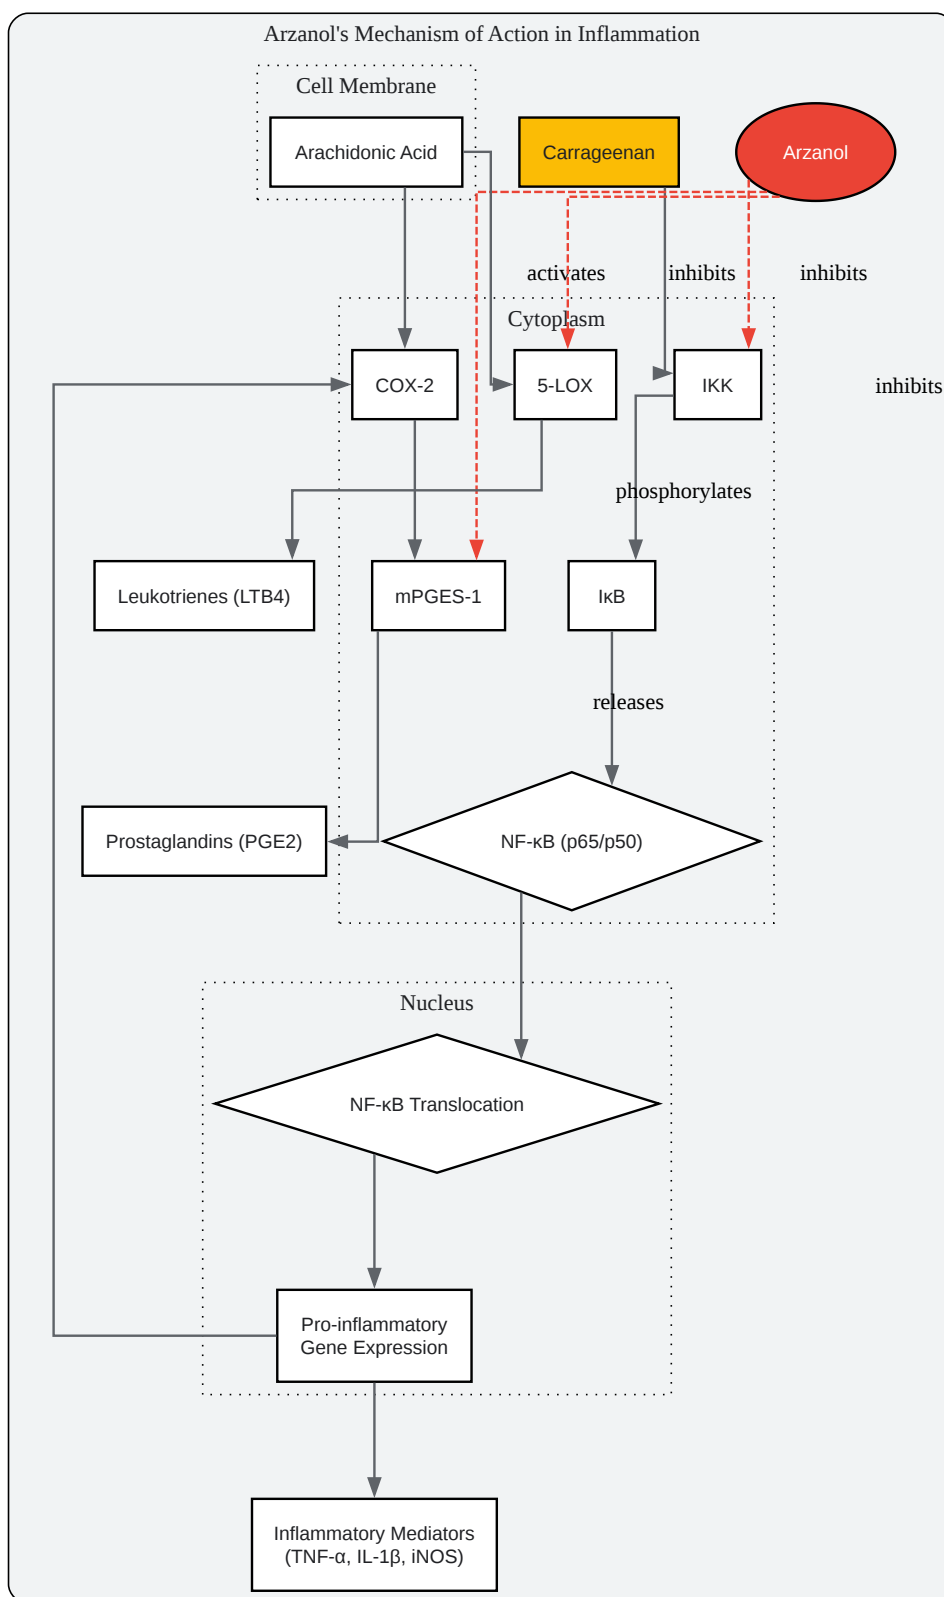 Arzanol's Mechanism of Action in Inflammation
Cell Membrane
Arachidonic Acid
Carrageenan
Arzanol
activates
inhibits
inhibits
Cytoplasm
COX-2
5-LOX
IKK
inhibits
phosphorylates
Leukotrienes (LTB4)
mPGES-1
IκB
releases
Prostaglandins (PGE2)
NF-κB (p65/p50)
Nucleus
NF-κB Translocation
Pro-inflammatory
Gene Expression
Inflammatory Mediators
(TNF-α, IL-1β, iNOS)